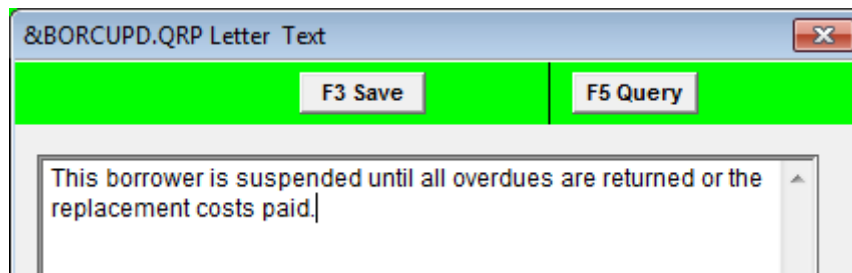 &BORCUPD.QRP Letter Text
F3 Save
F5 Query
This borrower is suspended until all overdues are returned or the
replacement costs paid.